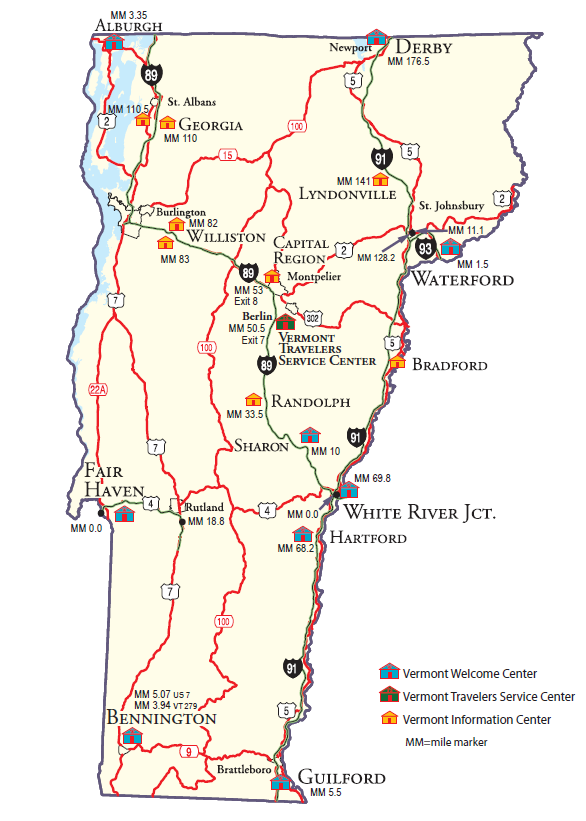 MM 3.35
ALBURGH
Newport
DERBY
MM 176.5
89
5
St. Albans
MM 110.5
2
GEORGIA
MM 110
100
15
91
5
MM 141
LYNDONVILLE
St. Johnsbury
2
Burlington
MM 82
WILLISTON
MM 83
CAPITAL
REGION
2
MM 128.2
MM 11.1
93
MM 1.5
WATERFORD
89
Montpelier
MM 53
Exit 8
7
Berlin
302
MM 50.5
Exit 7
VERMONT
TRAVELERS
SERVICE CENTER
100
5
89
BRADFORD
22A
RANDOLPH
MM 33.5
91
7
SHARON
MM 10
FAIR
HAVEN
MM 69.8
4
Rutland
4
MM 0.0
WHITE RIVER JCT.
MM 0.0
MM 18.8
HARTFORD
MM 68.2
7
100
91
Vermont Welcome Center
MM 5.07 US 7
Vermont Travelers Service Center
MM 3.94 VT 279
5
BENNINGTON
Vermont Information Center
MM=mile marker
9
Brattleboro
GUILFORD
MM 5.5